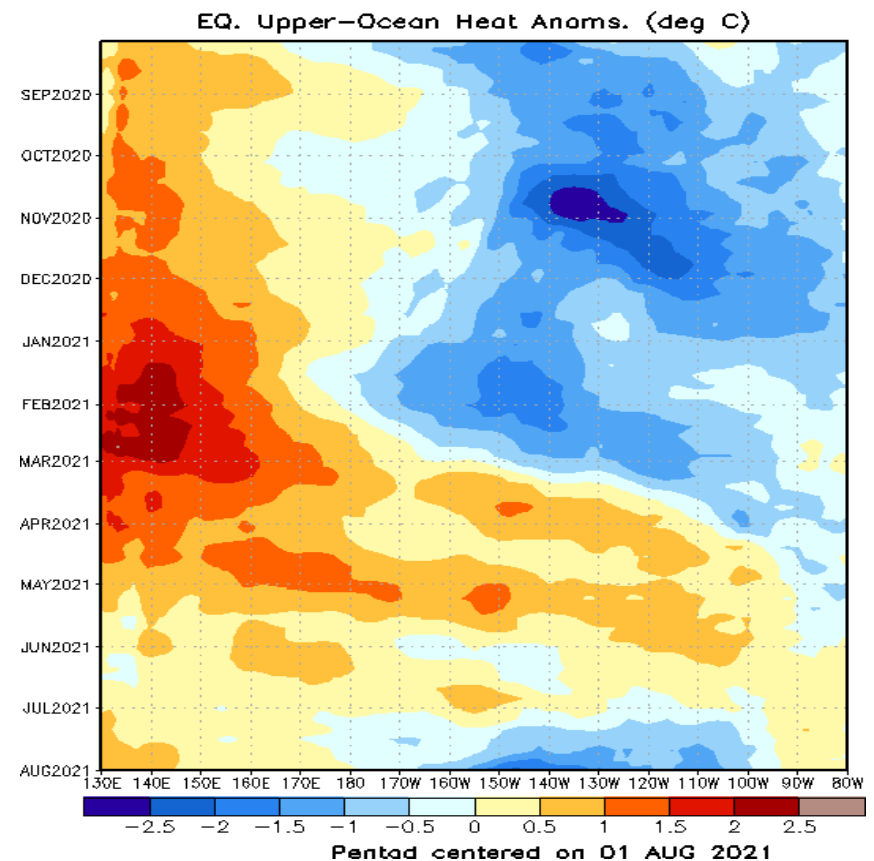 EQ. Upper-Ocean Heat Anoms. (deg C)
SEP2020
OCT2020
NOV2020
DEC2020
JAN2021
FEB2021
MAR2021
APR2021
MAY2021
JUN2021
JUL2021
AUG2021
130E 140E 150E 160E 170E 180 170W 160W 150W 140W 130W 120W 110W 100W 90W 80W
-2.5 -2 -1.5 -1 -0.5 0 0.5 1 1.5 2 2.5
Pentad centered on 01 AUG 2021